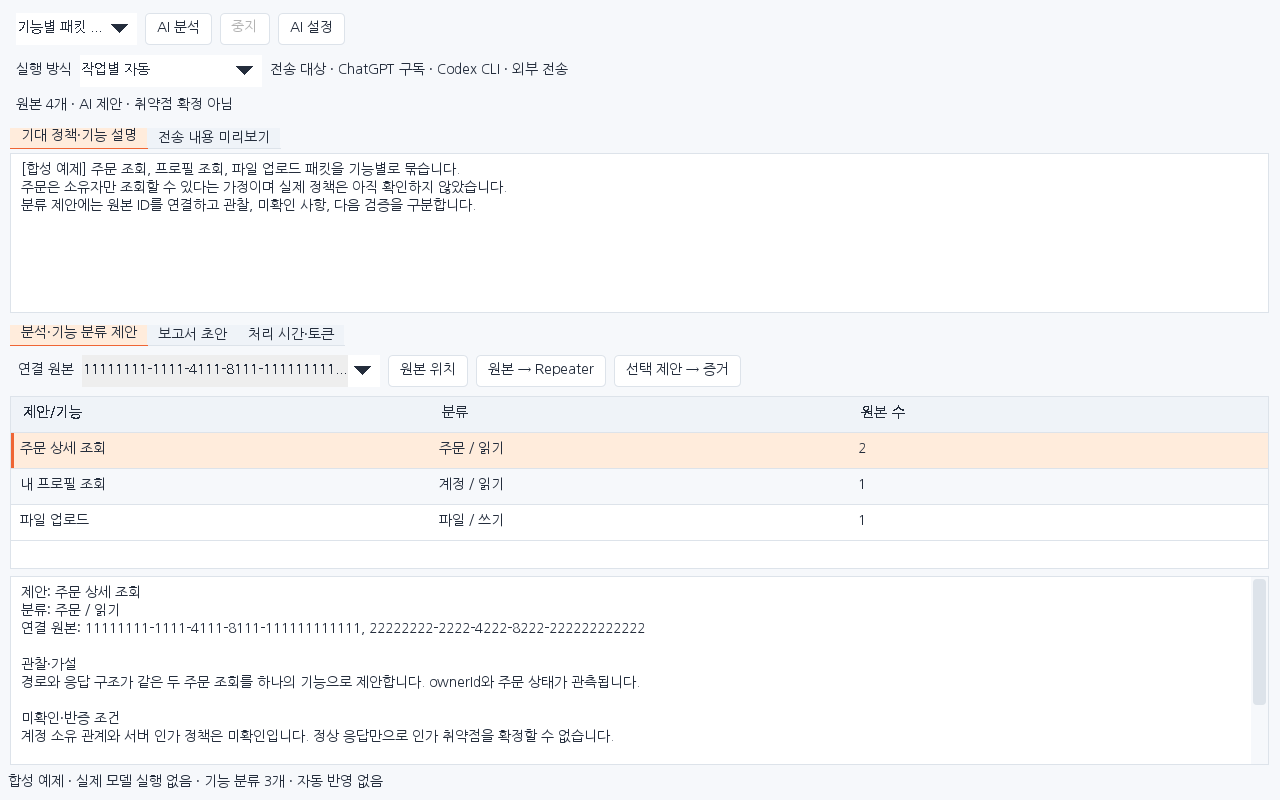 기능별 패킷 ... AI 분석 중지 AI 설정
실행 방식 작업별 자동 전송 대상 · ChatGPT 구독 · Codex CLI · 외부 전송
원본 4개 · AI 제안 · 취약점 확정 아님
기대 정책·기능 설명 전송 내용 미리보기
[합성 예제] 주문 조회, 프로필 조회, 파일 업로드 패킷을 기능별로 묶습니다.
주문은 소유자만 조회할 수 있다는 가정이며 실제 정책은 아직 확인하지 않았습니다.
분류 제안에는 원본 ID를 연결하고 관찰, 미확인 사항, 다음 검증을 구분합니다.
분석·기능 분류 제안 보고서 초안 처리 시간·토큰
연결 원본 11111111-1111-4111-8111-111111111... 원본 위치 원본 → Repeater 선택 제안 → 증거
제안/기능 분류 원본 수
주문 상세 조회 주문 / 읽기 2
내 프로필 조회 계정 / 읽기 1
파일 업로드 파일 / 쓰기 1
제안: 주문 상세 조회
분류: 주문 / 읽기
연결 원본: 11111111-1111-4111-8111-111111111111, 22222222-2222-4222-8222-222222222222
관찰·가설
경로와 응답 구조가 같은 두 주문 조회를 하나의 기능으로 제안합니다. ownerId와 주문 상태가 관측됩니다.
미확인·반증 조건
계정 소유 관계와 서버 인가 정책은 미확인입니다. 정상 응답만으로 인가 취약점을 확정할 수 없습니다.
합성 예제 · 실제 모델 실행 없음 · 기능 분류 3개 · 자동 반영 없음